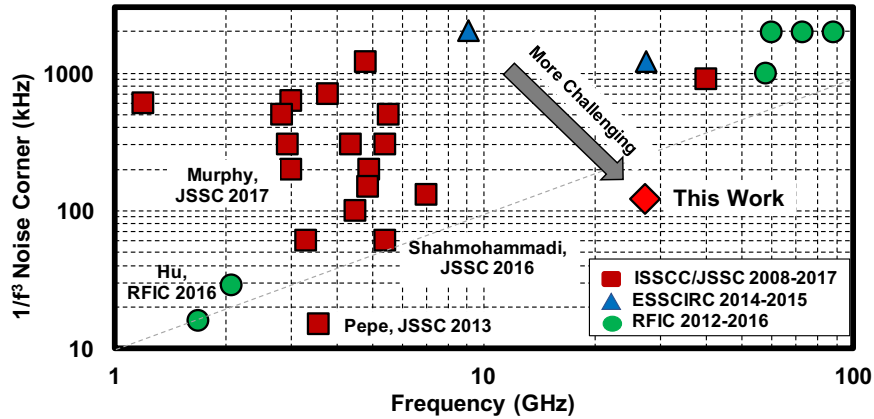 1/f³ Noise Corner (kHz)
1000
100
10
More Challenging
Murphy,
JSSC 2017
This Work
Shahmohammadi,
JSSC 2016
Hu,
RFIC 2016
Pepe, JSSC 2013
ISSCC/JSSC 2008-2017
ESSCIRC 2014-2015
RFIC 2012-2016
1
10
100
Frequency (GHz)